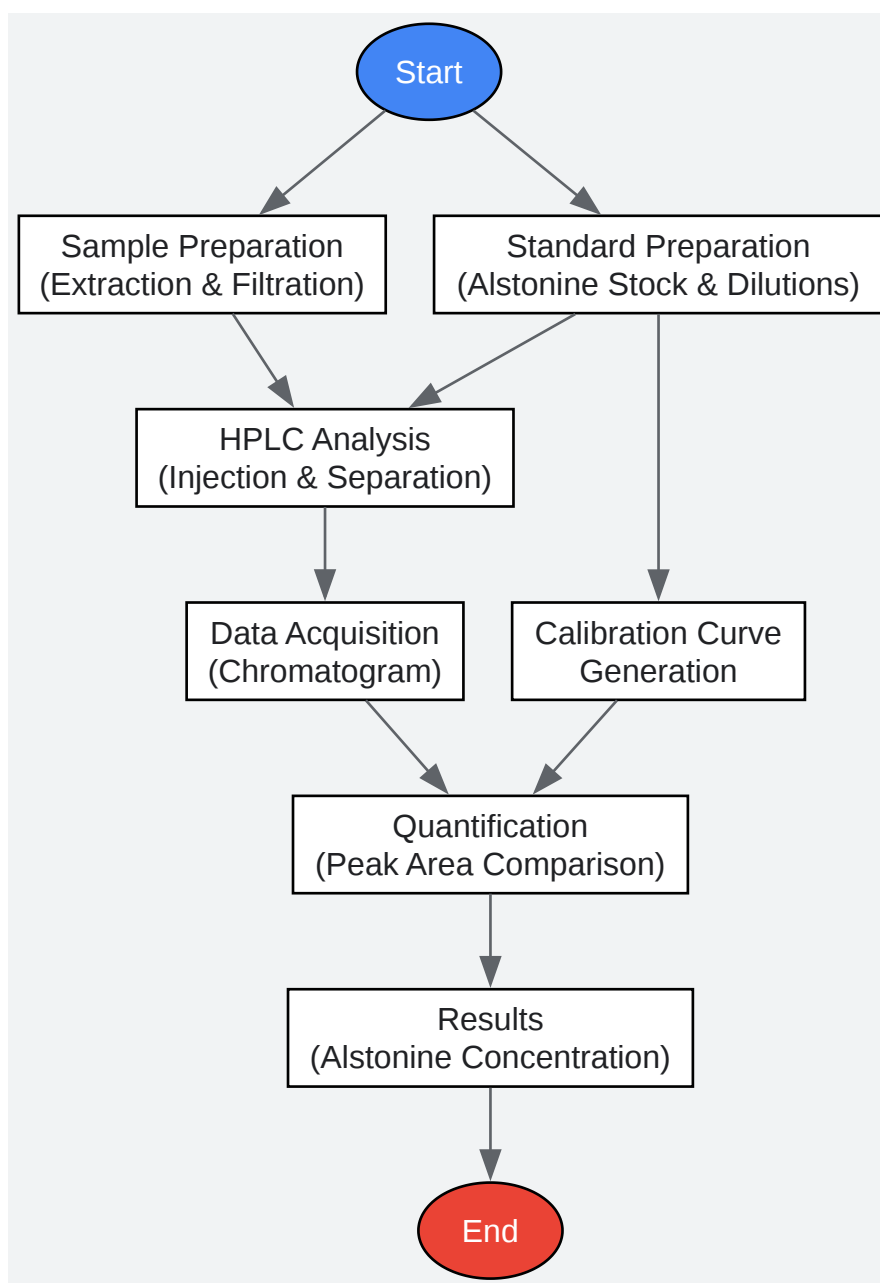 Start
Sample Preparation
(Extraction & Filtration)
Standard Preparation
(Alstonine Stock & Dilutions)
HPLC Analysis
(Injection & Separation)
Data Acquisition
(Chromatogram)
Calibration Curve
Generation
Quantification
(Peak Area Comparison)
Results
(Alstonine Concentration)
End